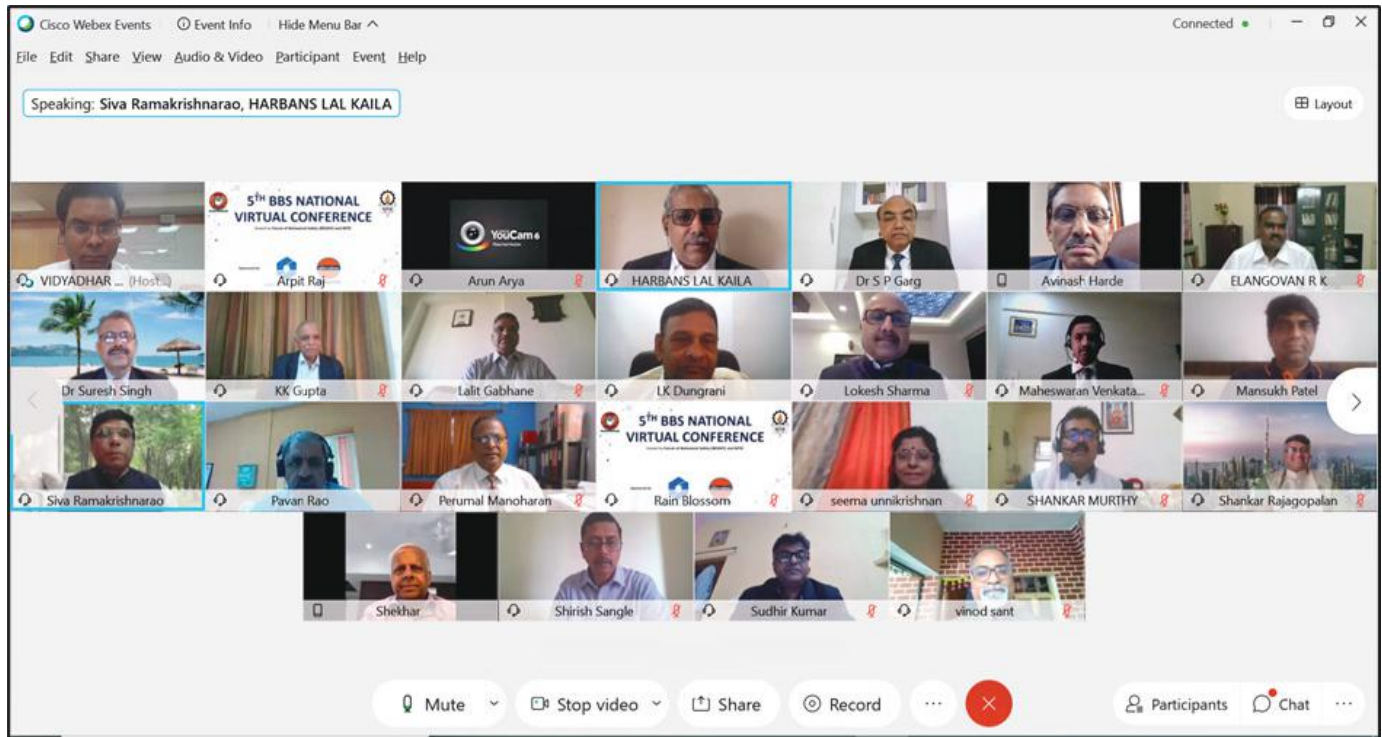 Cisco Webex Events Event Info Hide Menu Bar
Connected
File Edit Share View Audio & Video Participant Event Help
Speaking: Siva Ramakrishnarao, HARBANS LAL KAILA
Layout
5TH BBS NATIONAL
VIRTUAL CONFERENCE
YouCam 6
VIDYADHAR ... (Host...)
Arpit Raj
Arun Arya
HARBANS LAL KAILA
Dr S P Garg
Avinash Harde
ELANGOVAN R K
Dr Suresh Singh
KK Gupta
Lalit Gabhane
LK Dungrani
Lokesh Sharma
Maheswaran Venkata...
Mansukh Patel
5TH BBS NATIONAL
VIRTUAL CONFERENCE
Siva Ramakrishnarao
Pavan Rao
Perumal Manoharan
Rain Blossom
seema unnikrishnan
SHANKAR MURTHY
Shankar Rajagopalan
Shekhar
Shirish Sangle
Sudhir Kumar
vinod sant
Mute Stop video Share Record ...
Participants Chat ...